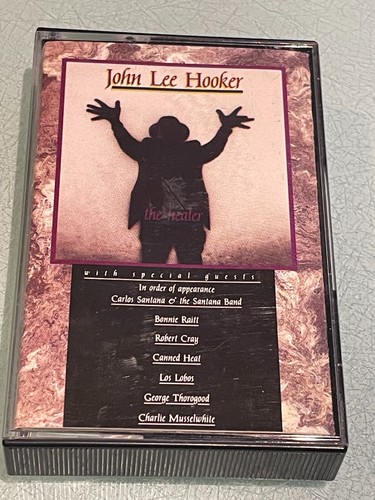 John Lee Hooker
the healer
with special guests
In order of appearance
Carlos Santana & the Santana Band
Bonnie Raitt
Robert Cray
Canned Heat
Los Lobos
George Thorogood
Charlie Musselwhite